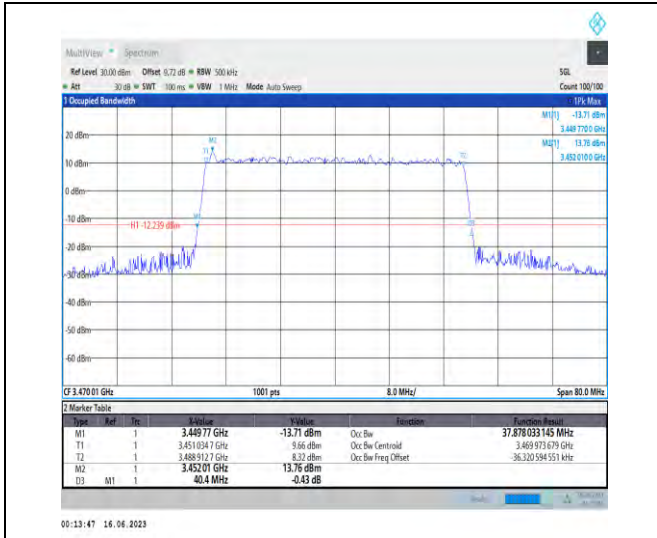 MultiView Spectrum
Ref Level 30.00 dBm Offset 9.72 dB RBW 500 kHz SGL
Att 30 dB SWT 100 ms VBW 1 MHz Mode Auto Sweep Count 100/100
1 Occupied Bandwidth 1Pk Max
M1[1] -13.71 dBm
3.449 7700 GHz
M2[1] 13.76 dBm
3.452 0100 GHz
20 dBm
M2
T1
10 dBm
0 dBm
-10 dBm
H1 -12.239 dBm
-20 dBm
-30 dBm
-40 dBm
-50 dBm
-60 dBm
CF 3.470 01 GHz 1001 pts 8.0 MHz/ Span 80.0 MHz
2 Marker Table
Type Ref Trc X-Value Y-Value Function Function Result
M1 1 3.449 77 GHz -13.71 dBm Occ Bw 37.878 033 145 MHz
T1 1 3.451 034 7 GHz 9.66 dBm Occ Bw Centroid 3.469 973 679 GHz
T2 1 3.488 912 7 GHz 8.32 dBm Occ Bw Freq Offset -36.320 594 551 kHz
M2 1 3.452 01 GHz 13.76 dBm
D3 M1 1 40.4 MHz -0.43 dB
00:13:47 16.06.2023